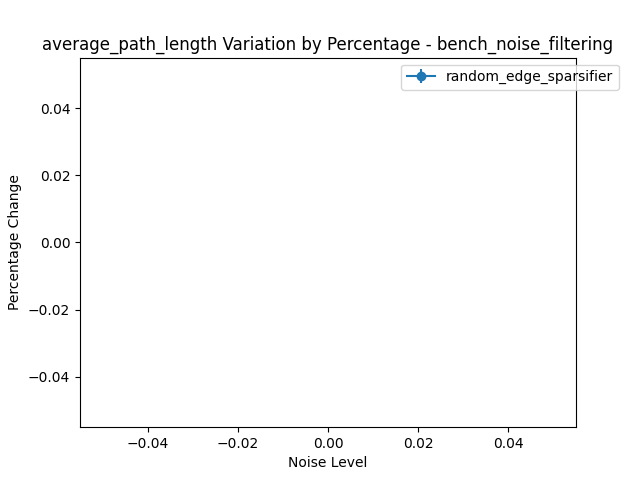 average_path_length Variation by Percentage - bench_noise_filtering
random_edge_sparsifier
Percentage Change
0.04
0.02
0.00
−0.02
−0.04
−0.04 −0.02 0.00 0.02 0.04
Noise Level